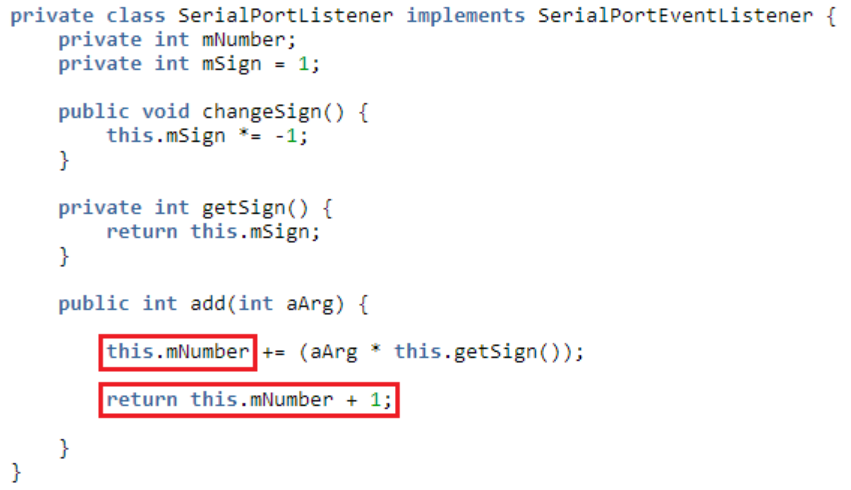 private class SerialPortListener implements SerialPortEventListener {
    private int mNumber;
    private int mSign = 1;

    public void changeSign() {
        this.mSign *= -1;
    }

    private int getSign() {
        return this.mSign;
    }

    public int add(int aArg) {

        this.mNumber += (aArg * this.getSign());

        return this.mNumber + 1;

    }
}